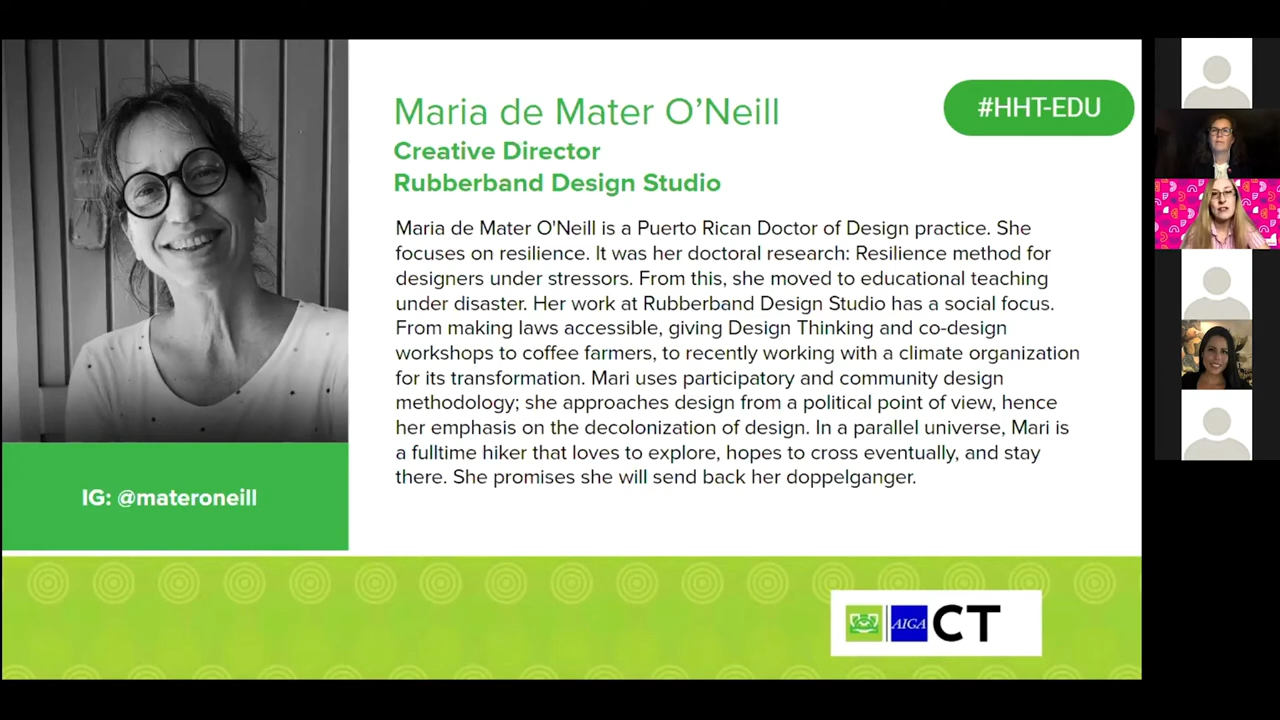 Maria de Mater O’Neill
#HHT-EDU
Creative Director
Rubberband Design Studio
Maria de Mater O'Neill is a Puerto Rican Doctor of Design practice. She
focuses on resilience. It was her doctoral research: Resilience method for
designers under stressors. From this, she moved to educational teaching
under disaster. Her work at Rubberband Design Studio has a social focus.
From making laws accessible, giving Design Thinking and co-design
workshops to coffee farmers, to recently working with a climate organization
for its transformation. Mari uses participatory and community design
methodology; she approaches design from a political point of view, hence
her emphasis on the decolonization of design. In a parallel universe, Mari is
a fulltime hiker that loves to explore, hopes to cross eventually, and stay
there. She promises she will send back her doppelganger.
IG: @materoneill
AIGA CT